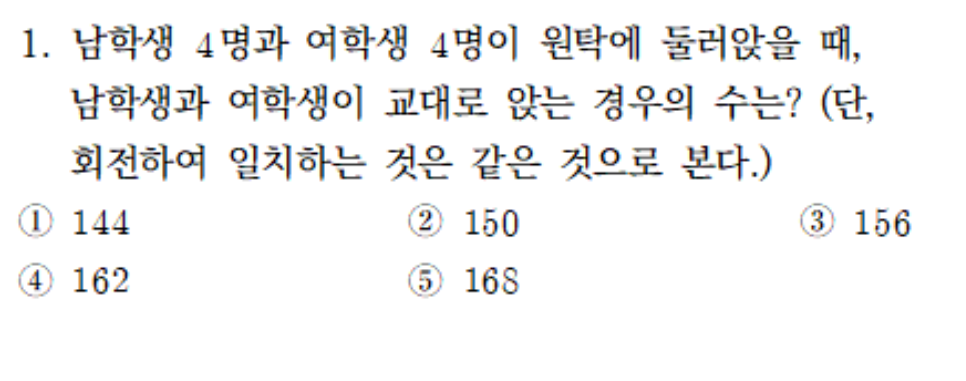 1. 남학생 4명과 여학생 4명이 원탁에 둘러앉을 때,
남학생과 여학생이 교대로 앉는 경우의 수는? (단,
회전하여 일치하는 것은 같은 것으로 본다.)
① 144 ② 150 ③ 156
④ 162 ⑤ 168